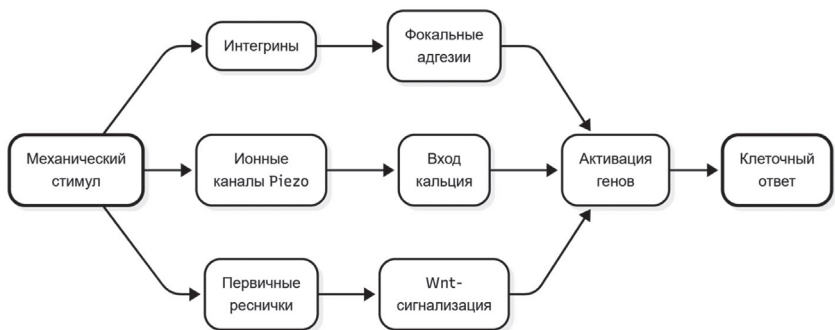 Интегрины
Фокальные
адгезии
Механический
стимул
Ионные
каналы Piezo
Вход
кальция
Активация
генов
Клеточный
ответ
Первичные
реснички
Wnt-
сигнализация